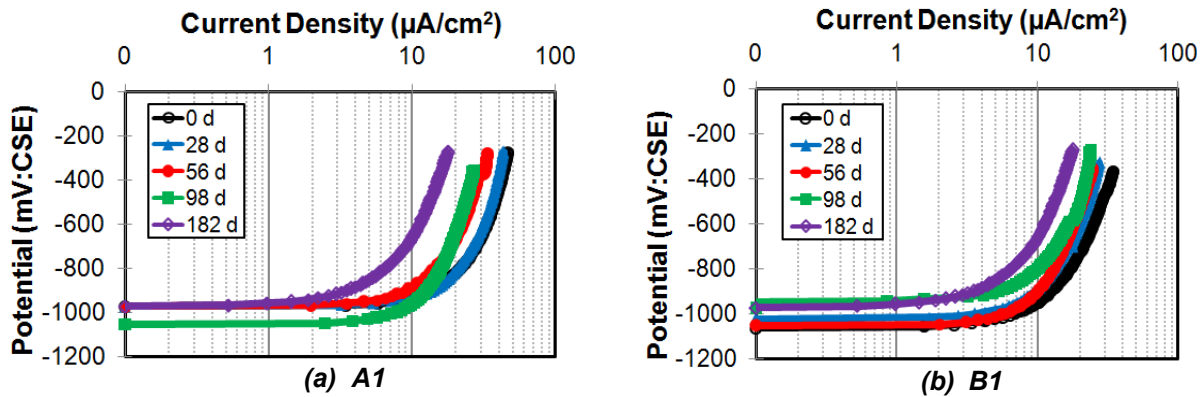 Current Density (µA/cm²)
0 1 10 100
0
-200
-400
-600
-800
-1000
-1200
Potential (mV:CSE)
0 d
28 d
56 d
98 d
182 d
(a) A1
Current Density (µA/cm²)
0 1 10 100
0
-200
-400
-600
-800
-1000
-1200
Potential (mV:CSE)
0 d
28 d
56 d
98 d
182 d
(b) B1